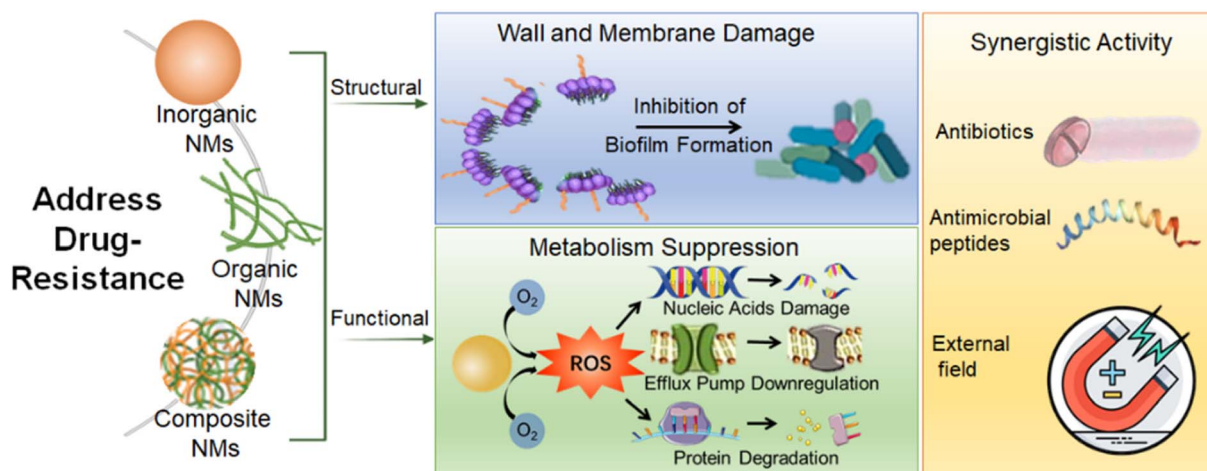 Address
Drug-
Resistance
Inorganic
NMs
Organic
NMs
Composite
NMs
Structural
Functional
Wall and Membrane Damage
Inhibition of
Biofilm Formation
Metabolism Suppression
O2
O2
ROS
Nucleic Acids Damage
Efflux Pump Downregulation
Protein Degradation
Synergistic Activity
Antibiotics
Antimicrobial
peptides
External
field